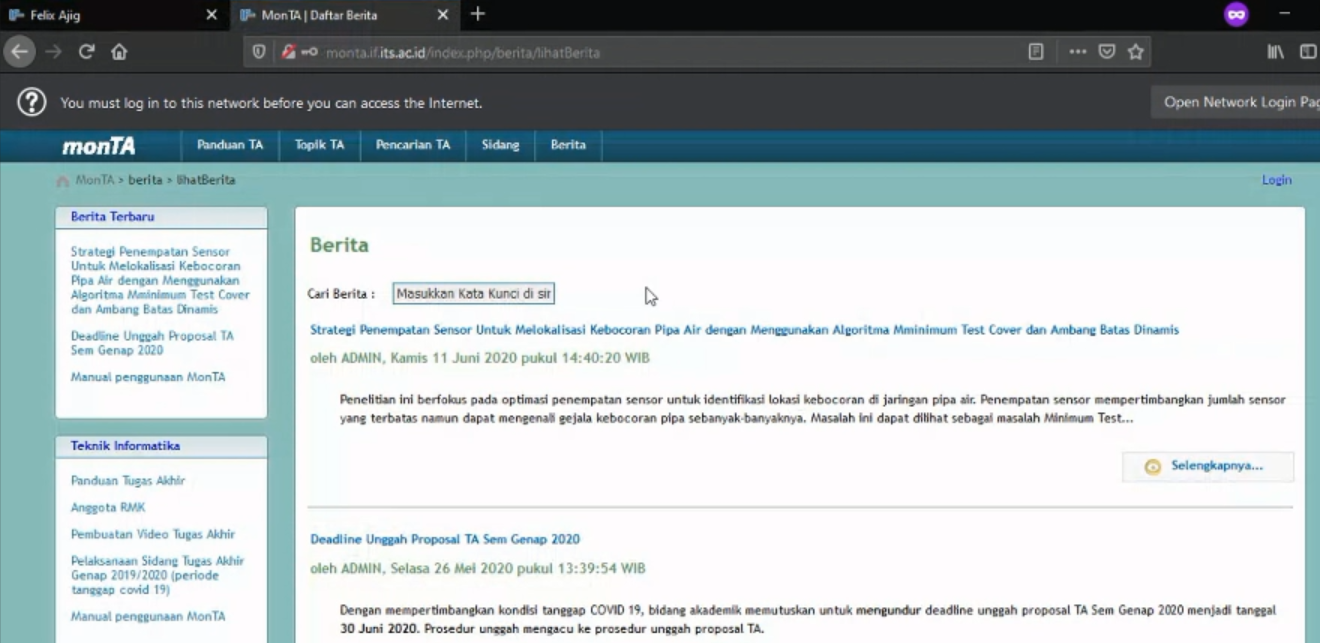 Felix Ajig
MonTA | Daftar Berita
monta.if.its.ac.id/index.php/berita/lihatBerita
You must log in to this network before you can access the Internet.
Open Network Login Pag
monTA
Panduan TA
Topik TA
Pencarian TA
Sidang
Berita
MonTA > berita > lihatBerita
Login
Berita Terbaru
Strategi Penempatan Sensor
Untuk Melokalisasi Kebocoran
Pipa Air dengan Menggunakan
Algoritma Mminimum Test Cover
dan Ambang Batas Dinamis
Deadline Unggah Proposal TA
Sem Genap 2020
Manual penggunaan MonTA
Teknik Informatika
Panduan Tugas Akhir
Anggota RMK
Pembuatan Video Tugas Akhir
Pelaksanaan Sidang Tugas Akhir
Genap 2019/2020 (periode
tanggap covid 19)
Manual penggunaan MonTA
Berita
Cari Berita :
Masukkan Kata Kunci di sir
Strategi Penempatan Sensor Untuk Melokalisasi Kebocoran Pipa Air dengan Menggunakan Algoritma Mminimum Test Cover dan Ambang Batas Dinamis
oleh ADMIN, Kamis 11 Juni 2020 pukul 14:40:20 WIB
Penelitian ini berfokus pada optimasi penempatan sensor untuk identifikasi lokasi kebocoran di jaringan pipa air. Penempatan sensor mempertimbangkan jumlah sensor
yang terbatas namun dapat mengenali gejala kebocoran pipa sebanyak-banyaknya. Masalah ini dapat dilihat sebagai masalah Minimum Test...
Selengkapnya...
Deadline Unggah Proposal TA Sem Genap 2020
oleh ADMIN, Selasa 26 Mei 2020 pukul 13:39:54 WIB
Dengan mempertimbangkan kondisi tanggap COVID 19, bidang akademik memutuskan untuk mengundur deadline unggah proposal TA Sem Genap 2020 menjadi tanggal
30 Juni 2020. Prosedur unggah mengacu ke prosedur unggah proposal TA.